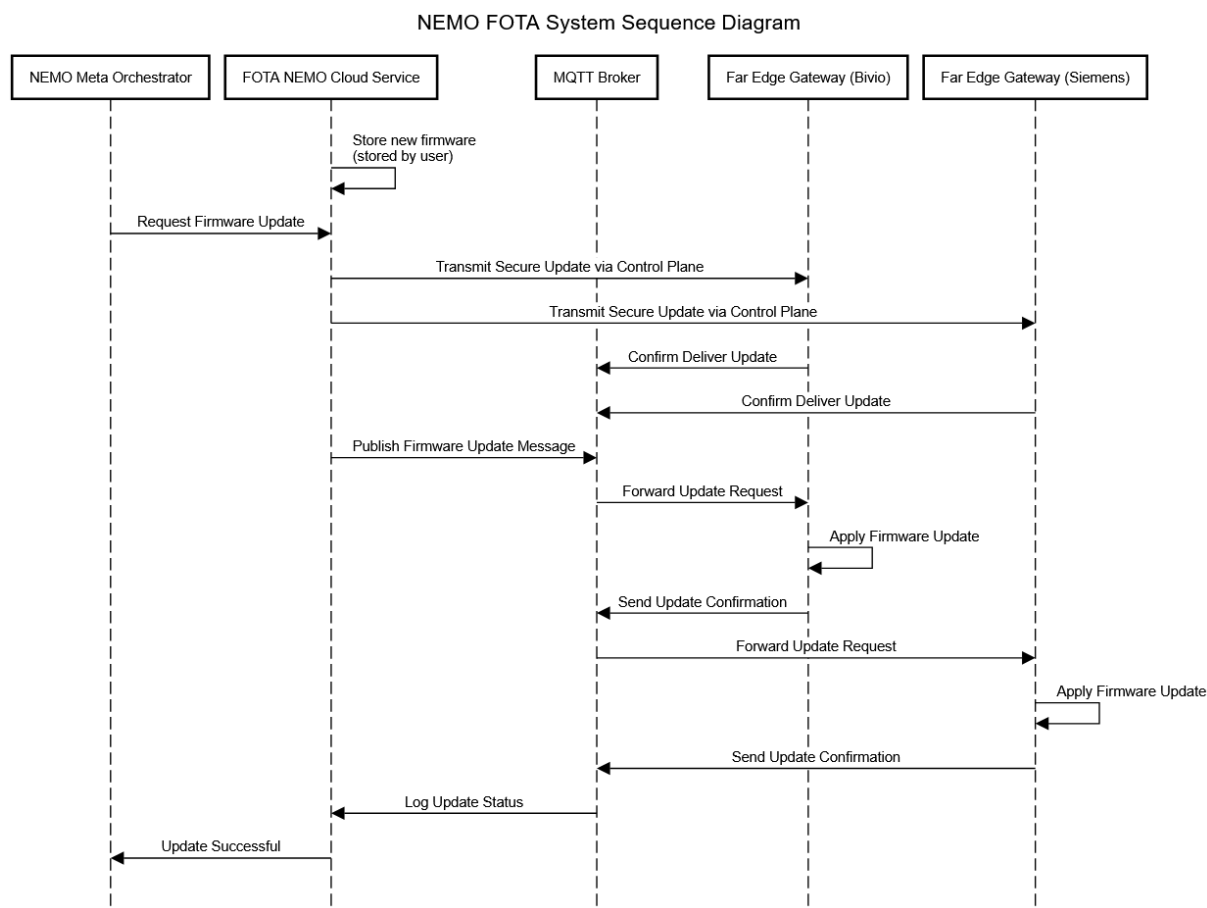 NEMO FOTA System Sequence Diagram
NEMO Meta Orchestrator
FOTA NEMO Cloud Service
MQTT Broker
Far Edge Gateway (Bivio)
Far Edge Gateway (Siemens)
Store new firmware
(stored by user)
Request Firmware Update
Transmit Secure Update via Control Plane
Transmit Secure Update via Control Plane
Confirm Deliver Update
Confirm Deliver Update
Publish Firmware Update Message
Forward Update Request
Apply Firmware Update
Send Update Confirmation
Forward Update Request
Apply Firmware Update
Send Update Confirmation
Log Update Status
Update Successful